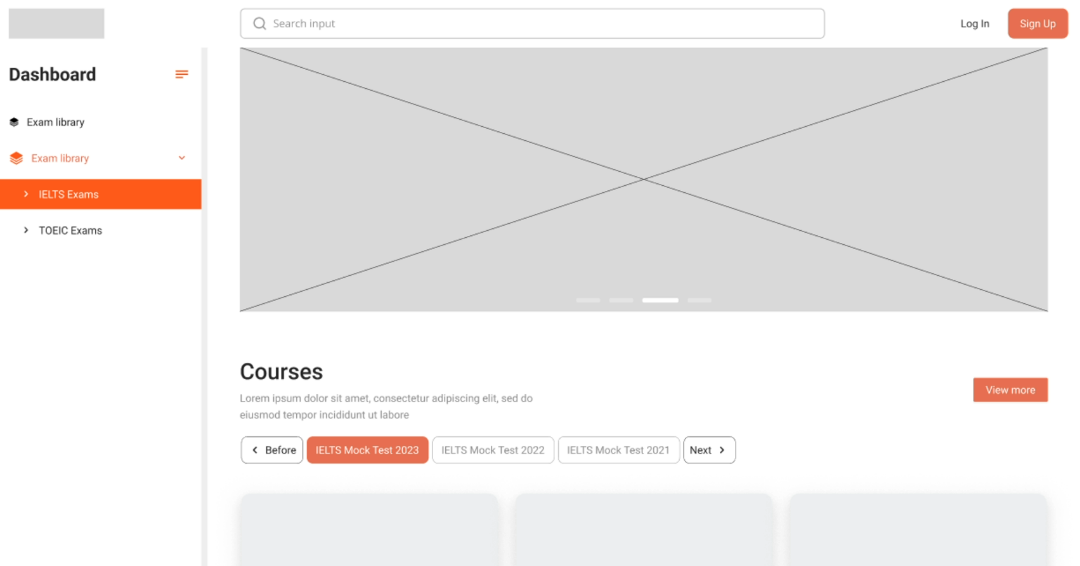 Search input
Log In
Sign Up
Dashboard
Exam library
Exam library
IELTS Exams
TOEIC Exams
Courses
Lorem ipsum dolor sit amet, consectetur adipiscing elit, sed do
eiusmod tempor incididunt ut labore
View more
Before
IELTS Mock Test 2023
IELTS Mock Test 2022
IELTS Mock Test 2021
Next